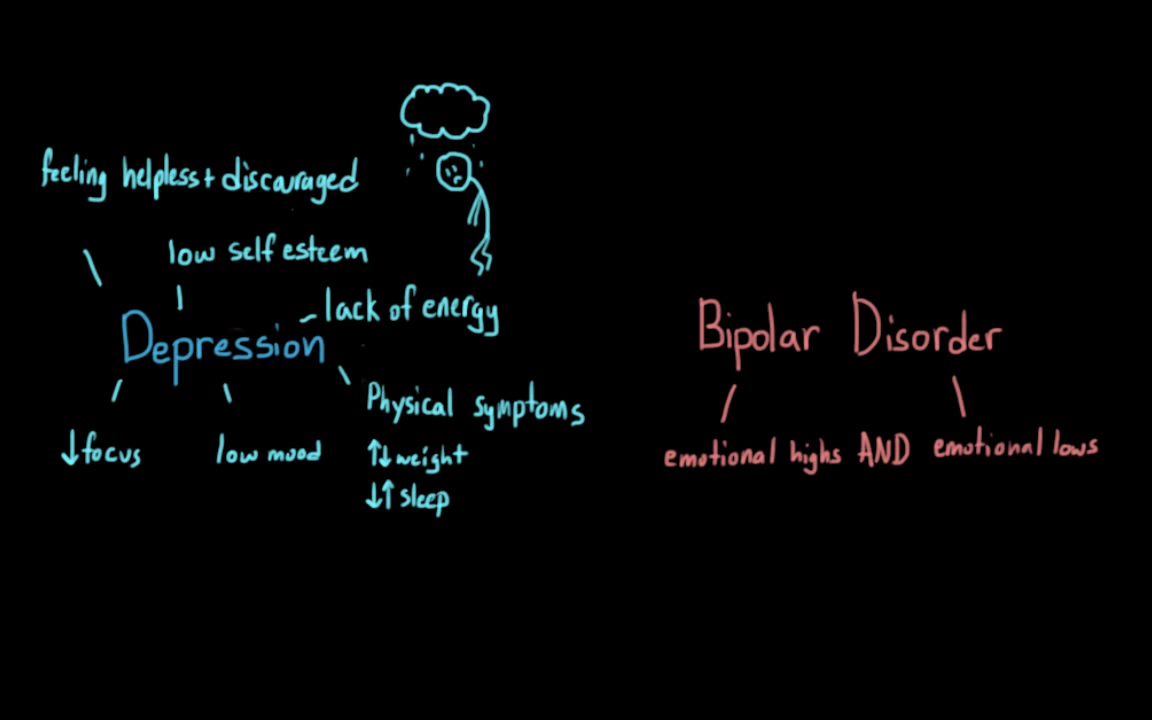 feeling helpless + discouraged
low self esteem
lack of energy
Depression
Physical symptoms
↓ focus
low mood
↑↓ weight
↓↑ sleep
Bipolar Disorder
emotional highs AND emotional lows